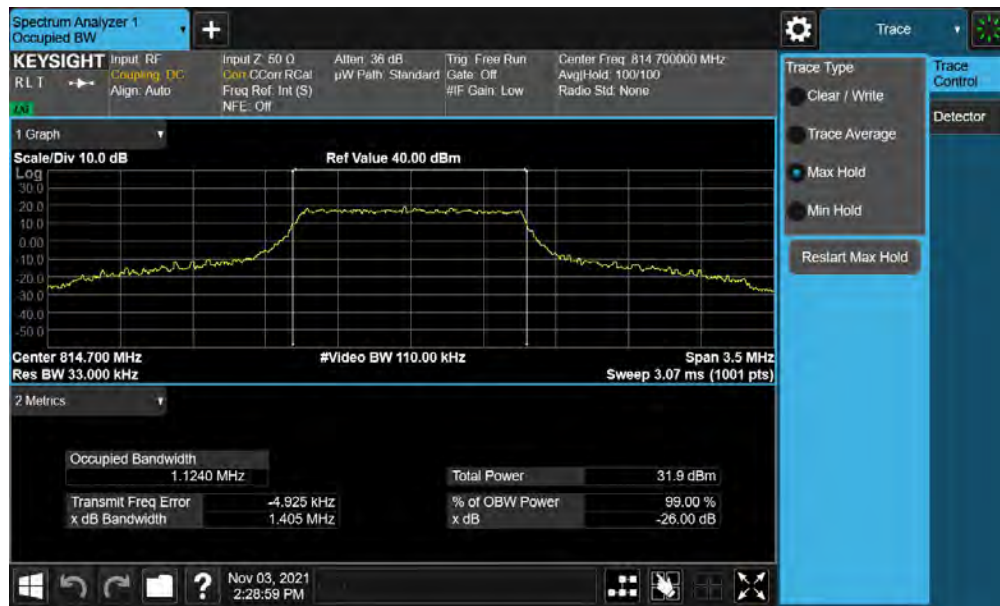 Spectrum Analyzer 1
Occupied BW
Trace
KEYSIGHT
RLT
Input: RF
Coupling: DC
Align: Auto
Input Z: 50 Ω
Corr CCorr RCal
Freq Ref: Int (S)
NFE: Off
Atten: 36 dB
µW Path: Standard
Trig: Free Run
Gate: Off
#IF Gain: Low
Center Freq: 814.700000 MHz
Avg|Hold: 100/100
Radio Std: None
Trace Type
Clear / Write
Trace Average
Max Hold
Min Hold
Restart Max Hold
Trace
Control
Detector
1 Graph
Scale/Div 10.0 dB
Ref Value 40.00 dBm
Log
30.0
20.0
10.0
0.00
-10.0
-20.0
-30.0
-40.0
-50.0
Center 814.700 MHz
#Video BW 110.00 kHz
Span 3.5 MHz
Res BW 33.000 kHz
Sweep 3.07 ms (1001 pts)
2 Metrics
Occupied Bandwidth
1.1240 MHz
Total Power
31.9 dBm
Transmit Freq Error
-4.925 kHz
% of OBW Power
99.00 %
x dB Bandwidth
1.405 MHz
x dB
-26.00 dB
?
Nov 03, 2021
2:28:59 PM